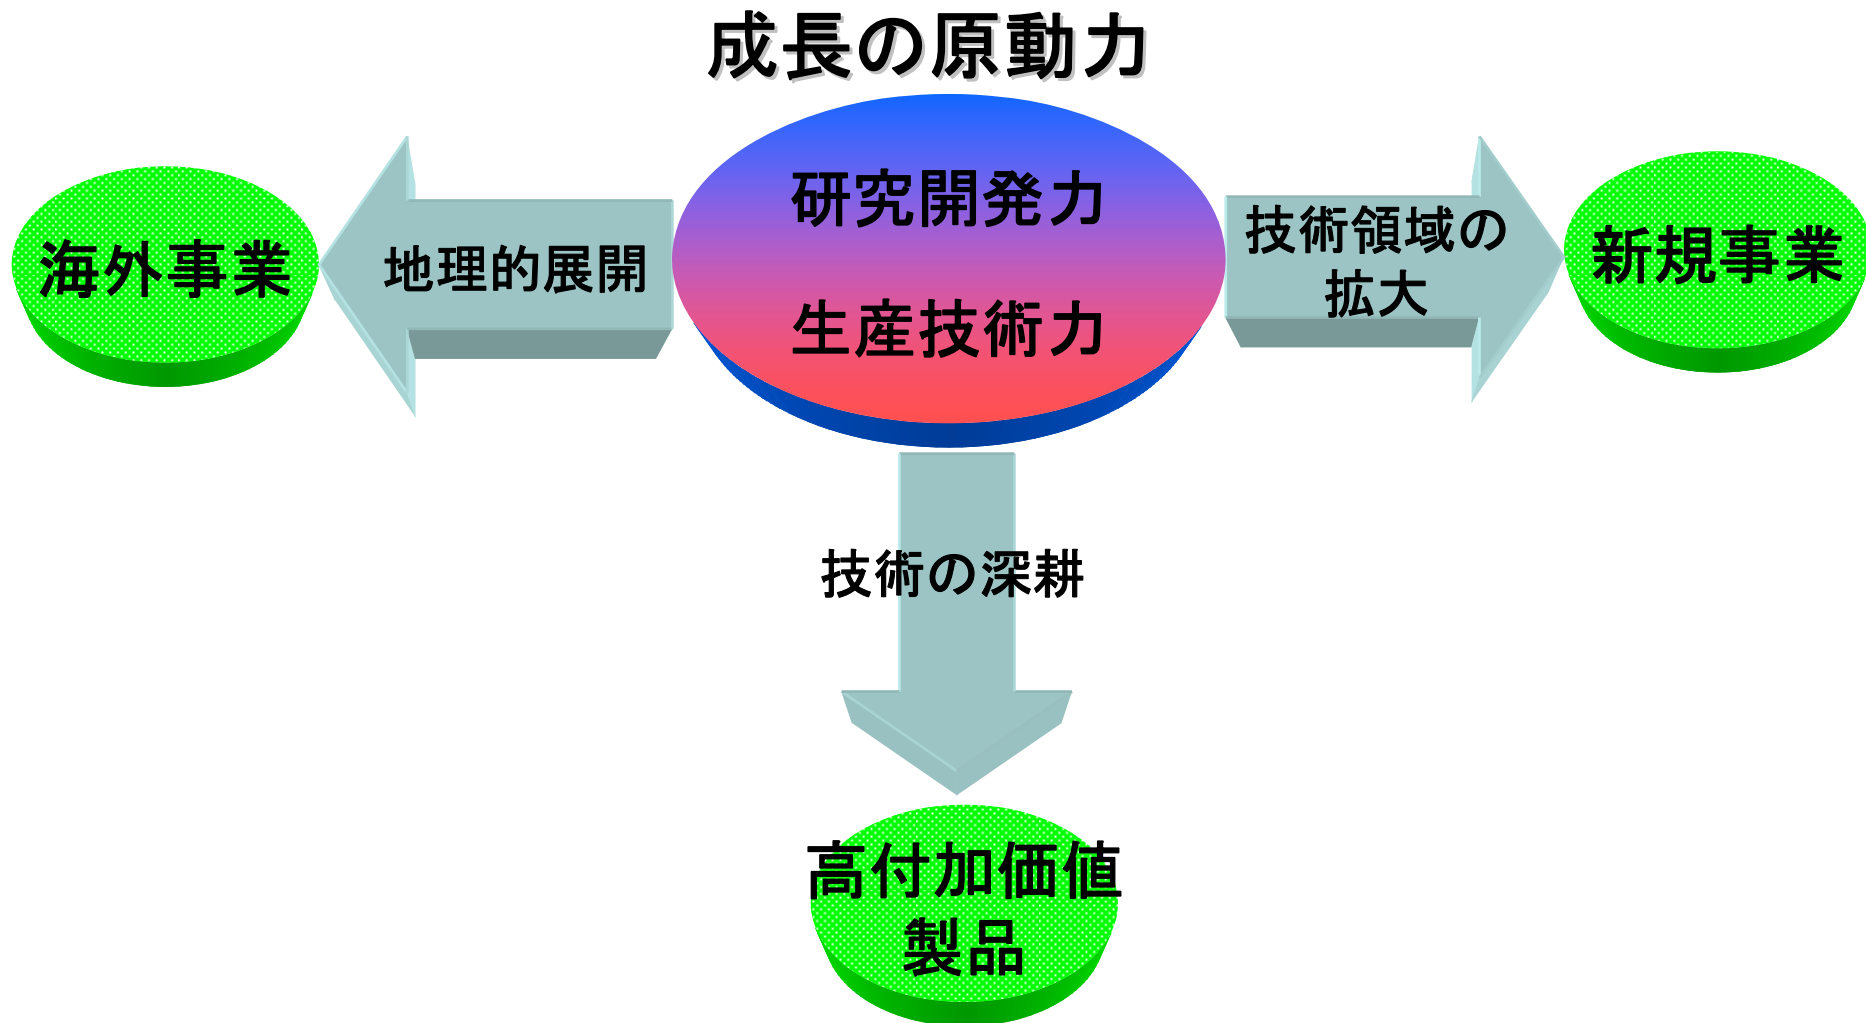 成長の原動力
研究開発力
生産技術力
海外事業
地理的展開
技術領域の
拡大
新規事業
技術の深耕
高付加価値
製品